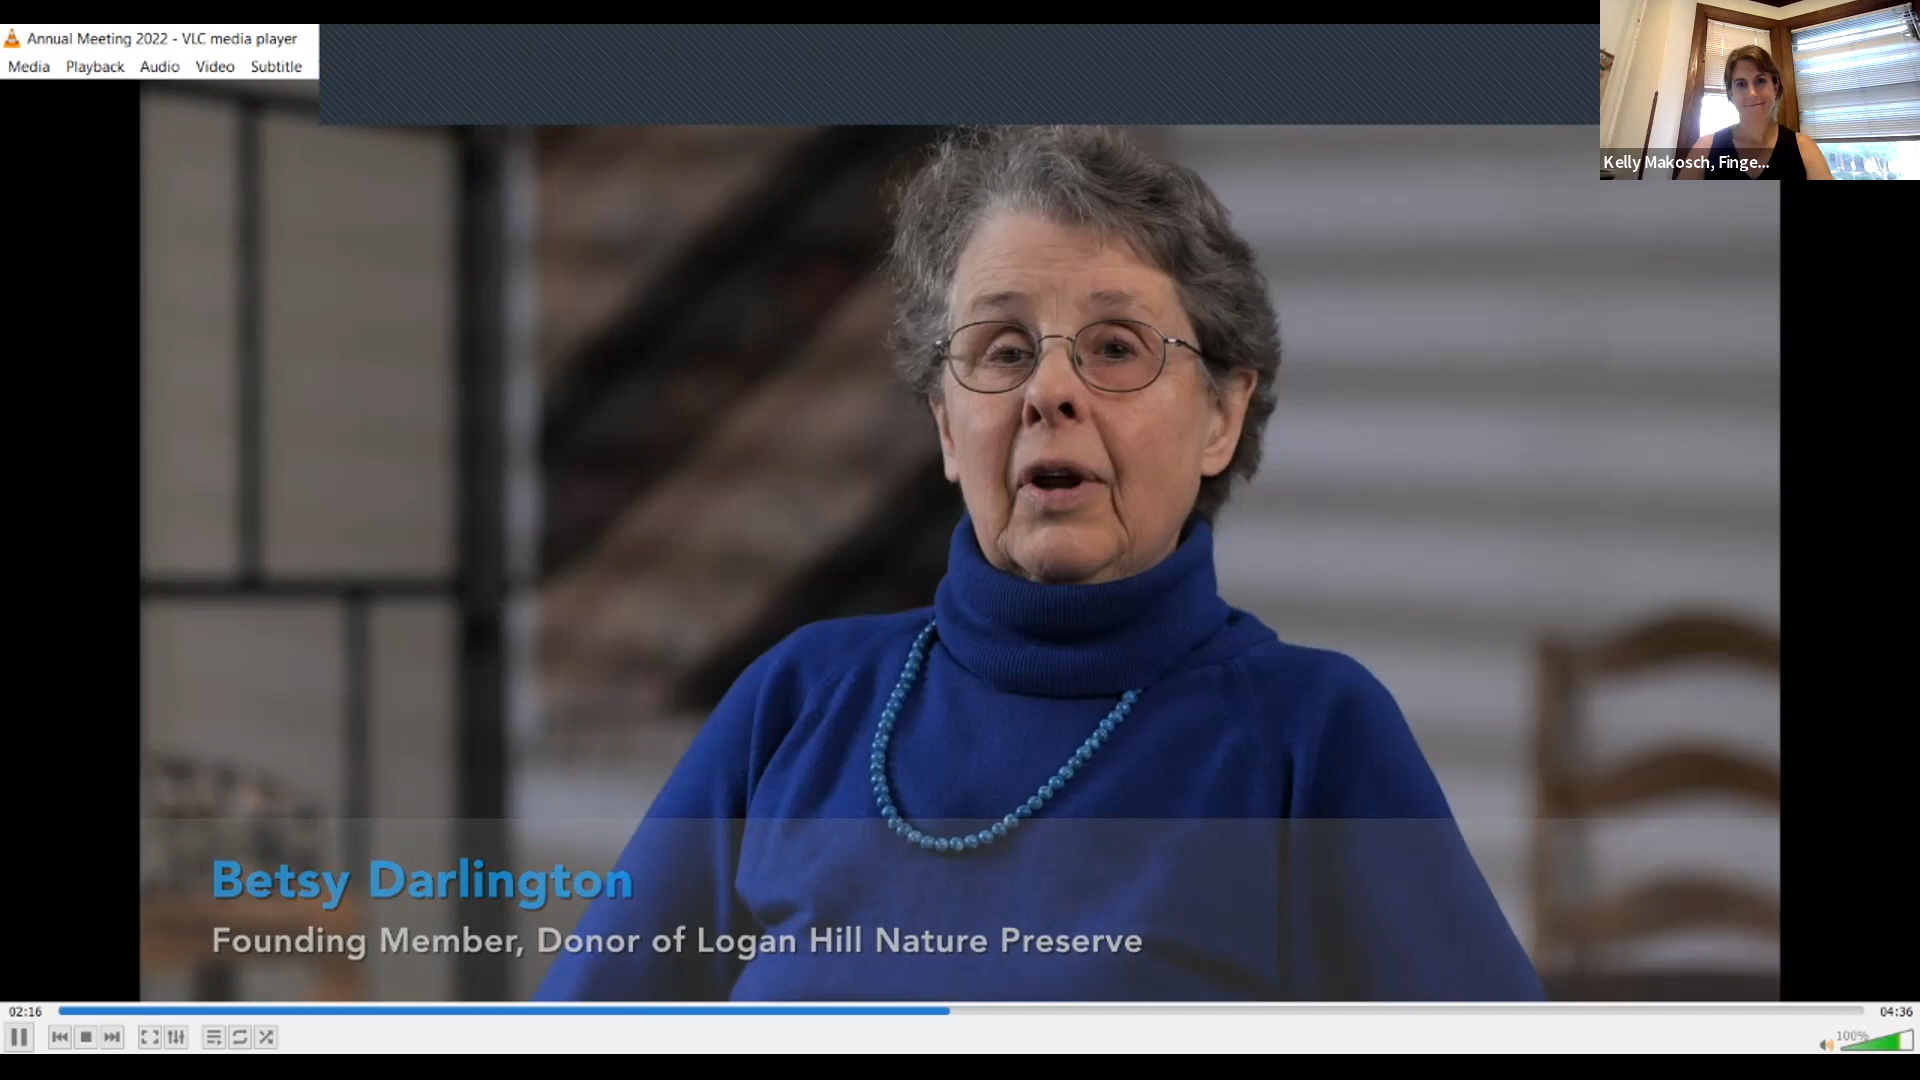 Annual Meeting 2022 - VLC media player
Media Playback Audio Video Subtitle
Kelly Makosch, Finge...
Betsy Darlington
Founding Member, Donor of Logan Hill Nature Preserve
02:16
04:36
100%